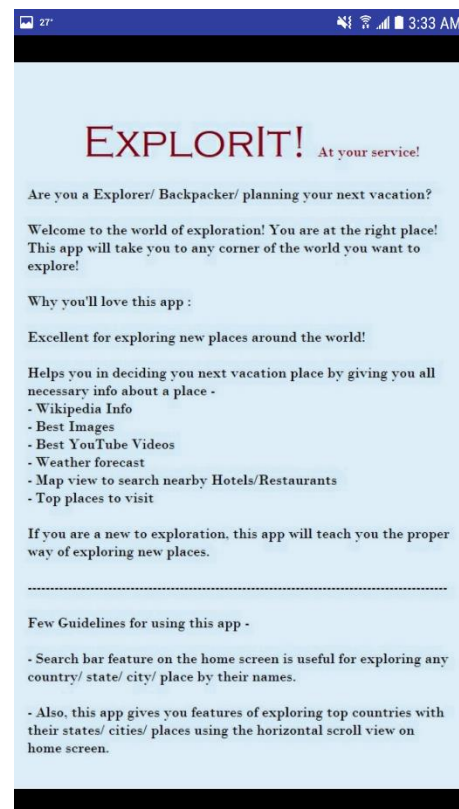 27°
3:33 AM
EXPLORIT! At your service!
Are you a Explorer/ Backpacker/ planning your next vacation?
Welcome to the world of exploration! You are at the right place!
This app will take you to any corner of the world you want to
explore!
Why you'll love this app :
Excellent for exploring new places around the world!
Helps you in deciding you next vacation place by giving you all
necessary info about a place -
- Wikipedia Info
- Best Images
- Best YouTube Videos
- Weather forecast
- Map view to search nearby Hotels/Restaurants
- Top places to visit
If you are a new to exploration, this app will teach you the proper
way of exploring new places.
------------------------------------------------------------------------------------------------
Few Guidelines for using this app -
- Search bar feature on the home screen is useful for exploring any
country/ state/ city/ place by their names.
- Also, this app gives you features of exploring top countries with
their states/ cities/ places using the horizontal scroll view on
home screen.